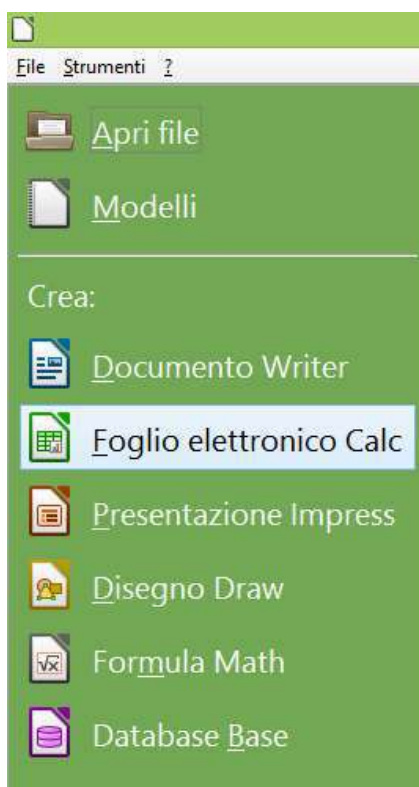 File Strumenti ?
Apri file
Modelli
Crea:
Documento Writer
Foglio elettronico Calc
Presentazione Impress
Disegno Draw
Formula Math
Database Base